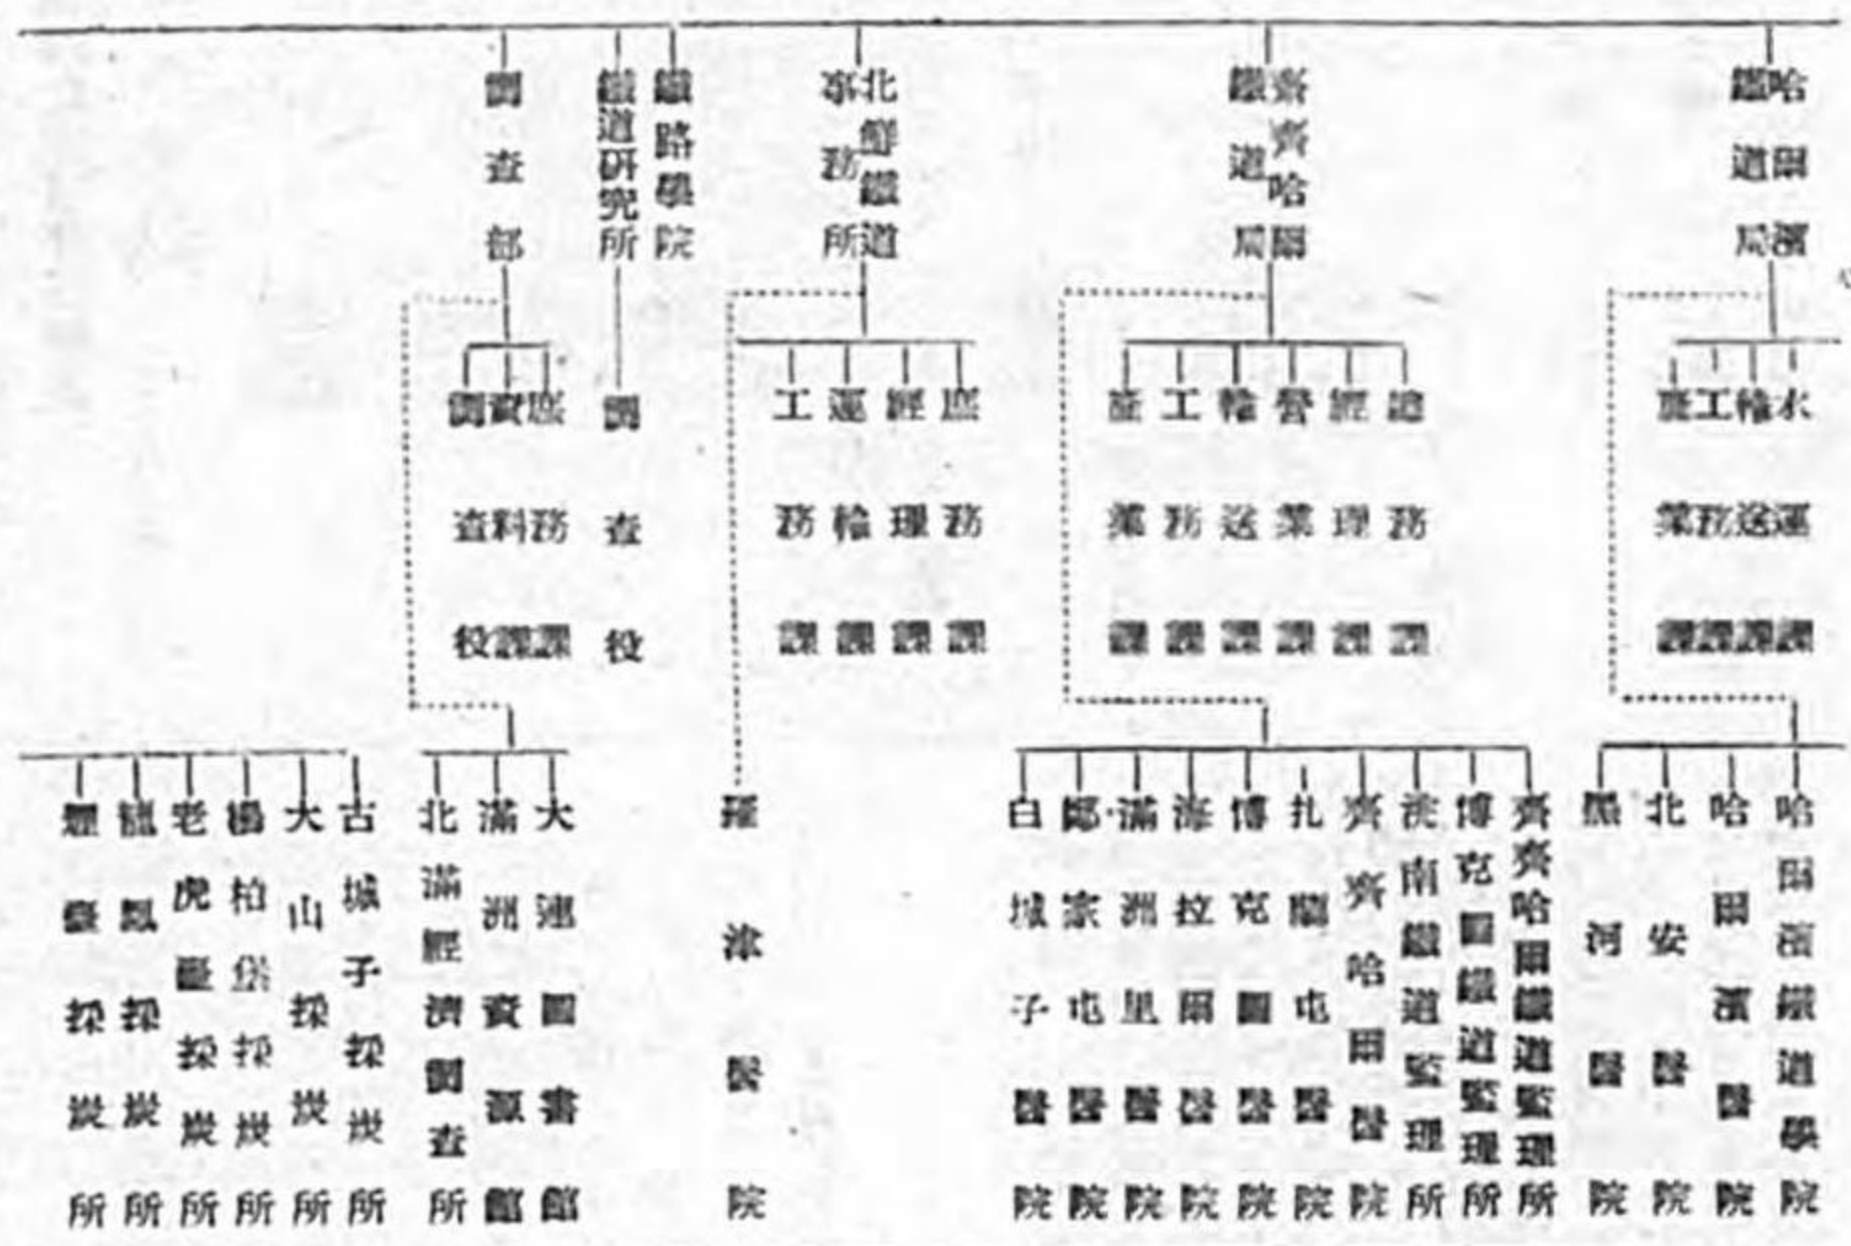 哈爾濱鐵道局
水運課
輸送課
工務課
產業課
哈爾濱鐵道學院
哈爾濱醫院
北安醫院
黑河醫院
齊齊哈爾鐵道局
總務課
經理課
營業課
輸送課
工務課
產業課
齊齊哈爾鐵道監理所
博克圖鐵道監理所
洮南鐵道監理所
齊齊哈爾醫院
扎蘭屯醫院
博克圖醫院
海拉爾醫院
滿洲里醫院
鄭家屯醫院
白城子醫院
北鮮鐵道事務所
庶務課
經理課
運輸課
工務課
羅津醫院
鐵路學院
鐵道研究所
調查役
調查部
庶務課
資料課
調查役
大連圖書館
滿洲資源館
北滿經濟調查所
古城子採炭所
大山採炭所
楊柏堡採炭所
老虎臺採炭所
龍鳳採炭所
煙臺採炭所